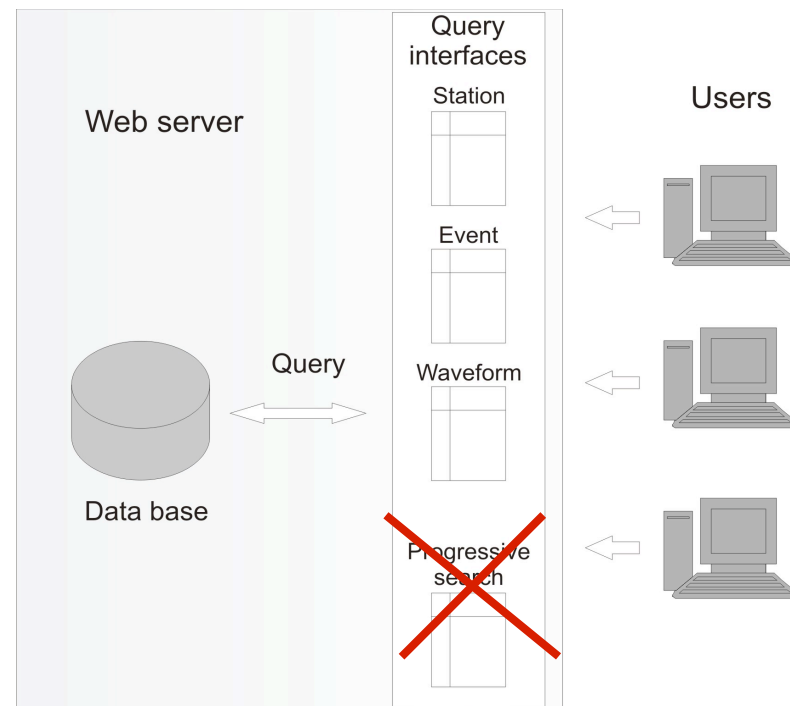 Query
interfaces
Station
Users
Web server
Event
Query
Waveform
Data base
Progressive
search